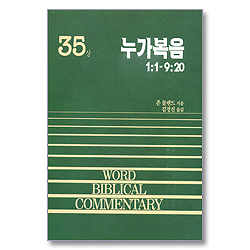 35상
누가복음
1:1-9:20
존 놀랜드 지음
김경진 옮김
WORD
BIBLICAL
COMMENTARY